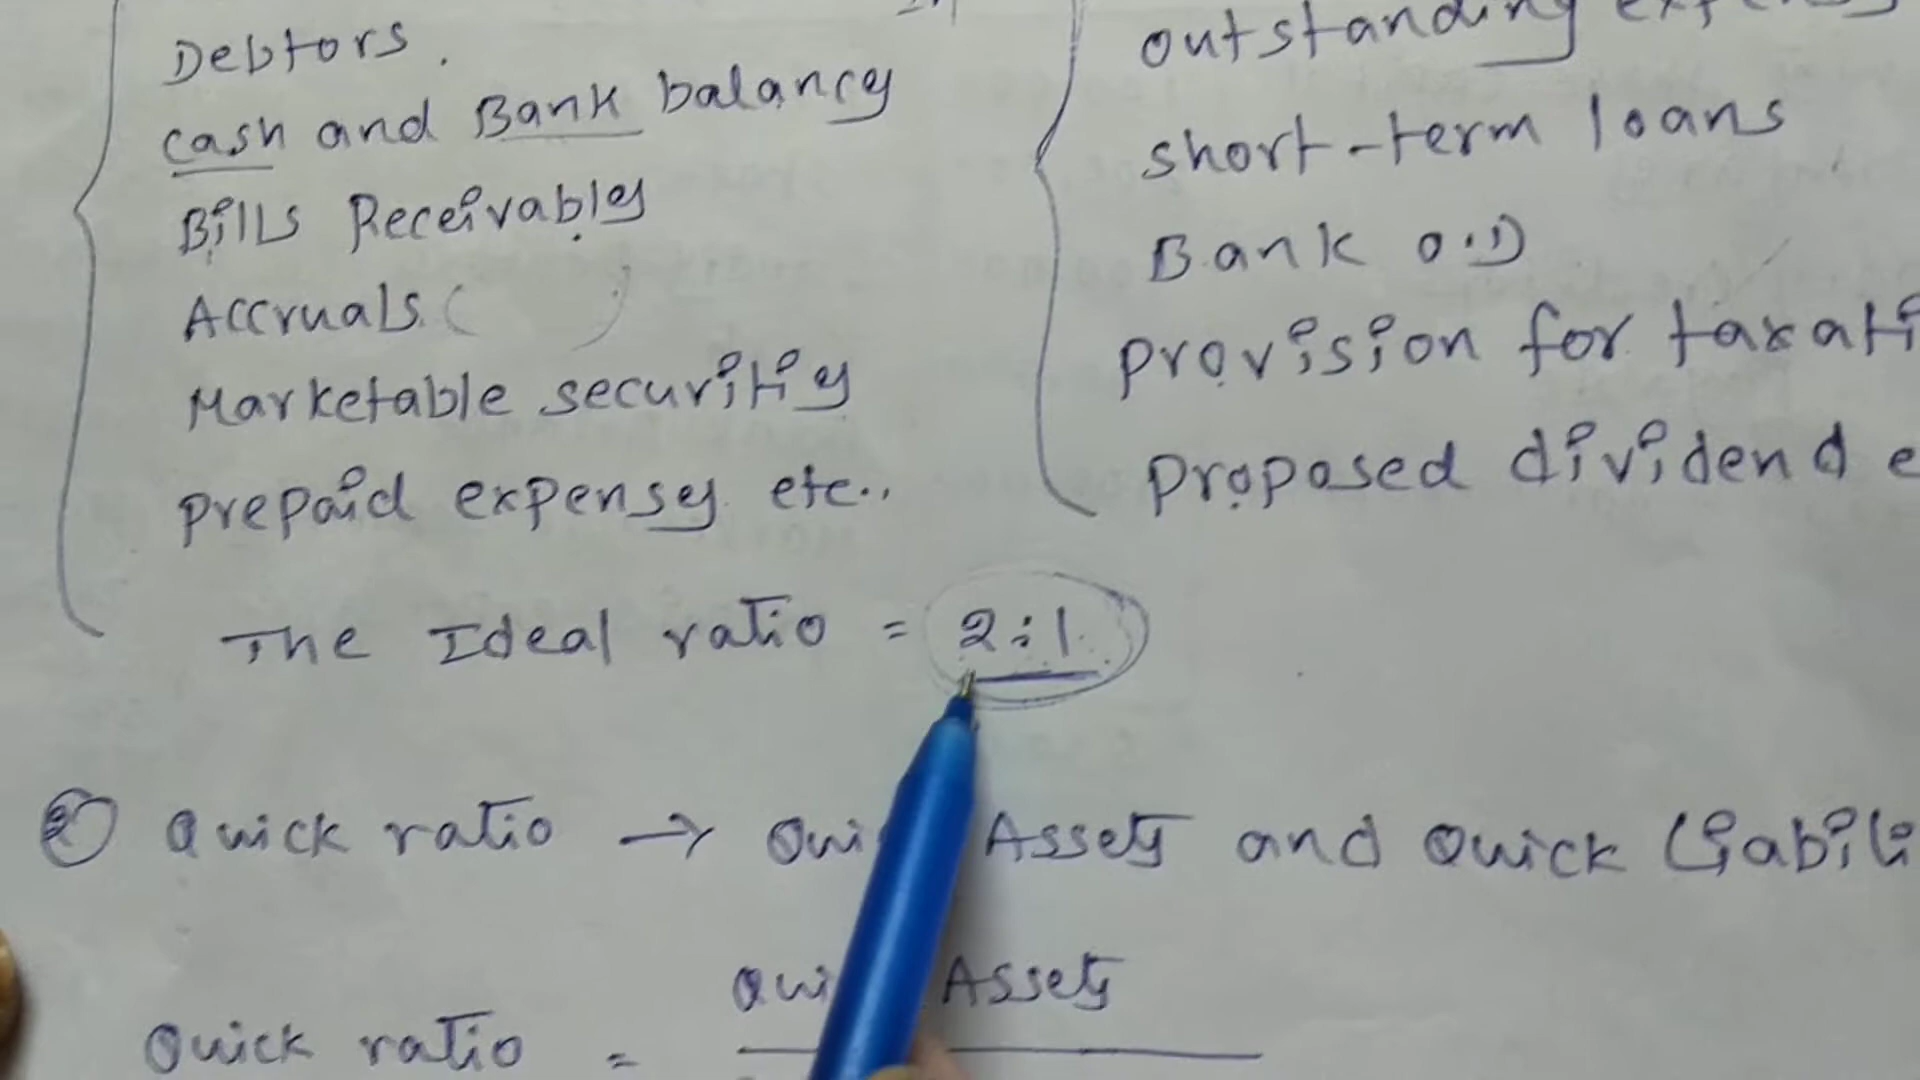 Debtors.
Cash and Bank balances
Bills Receivables
Accruals
Marketable securities
prepaid expenses etc..
outstanding
short-term loans
Bank O.D
provision for
proposed dividend
The Ideal ratio = 2:1
2 Quick ratio → Assets and Quick
Assets
Quick ratio =